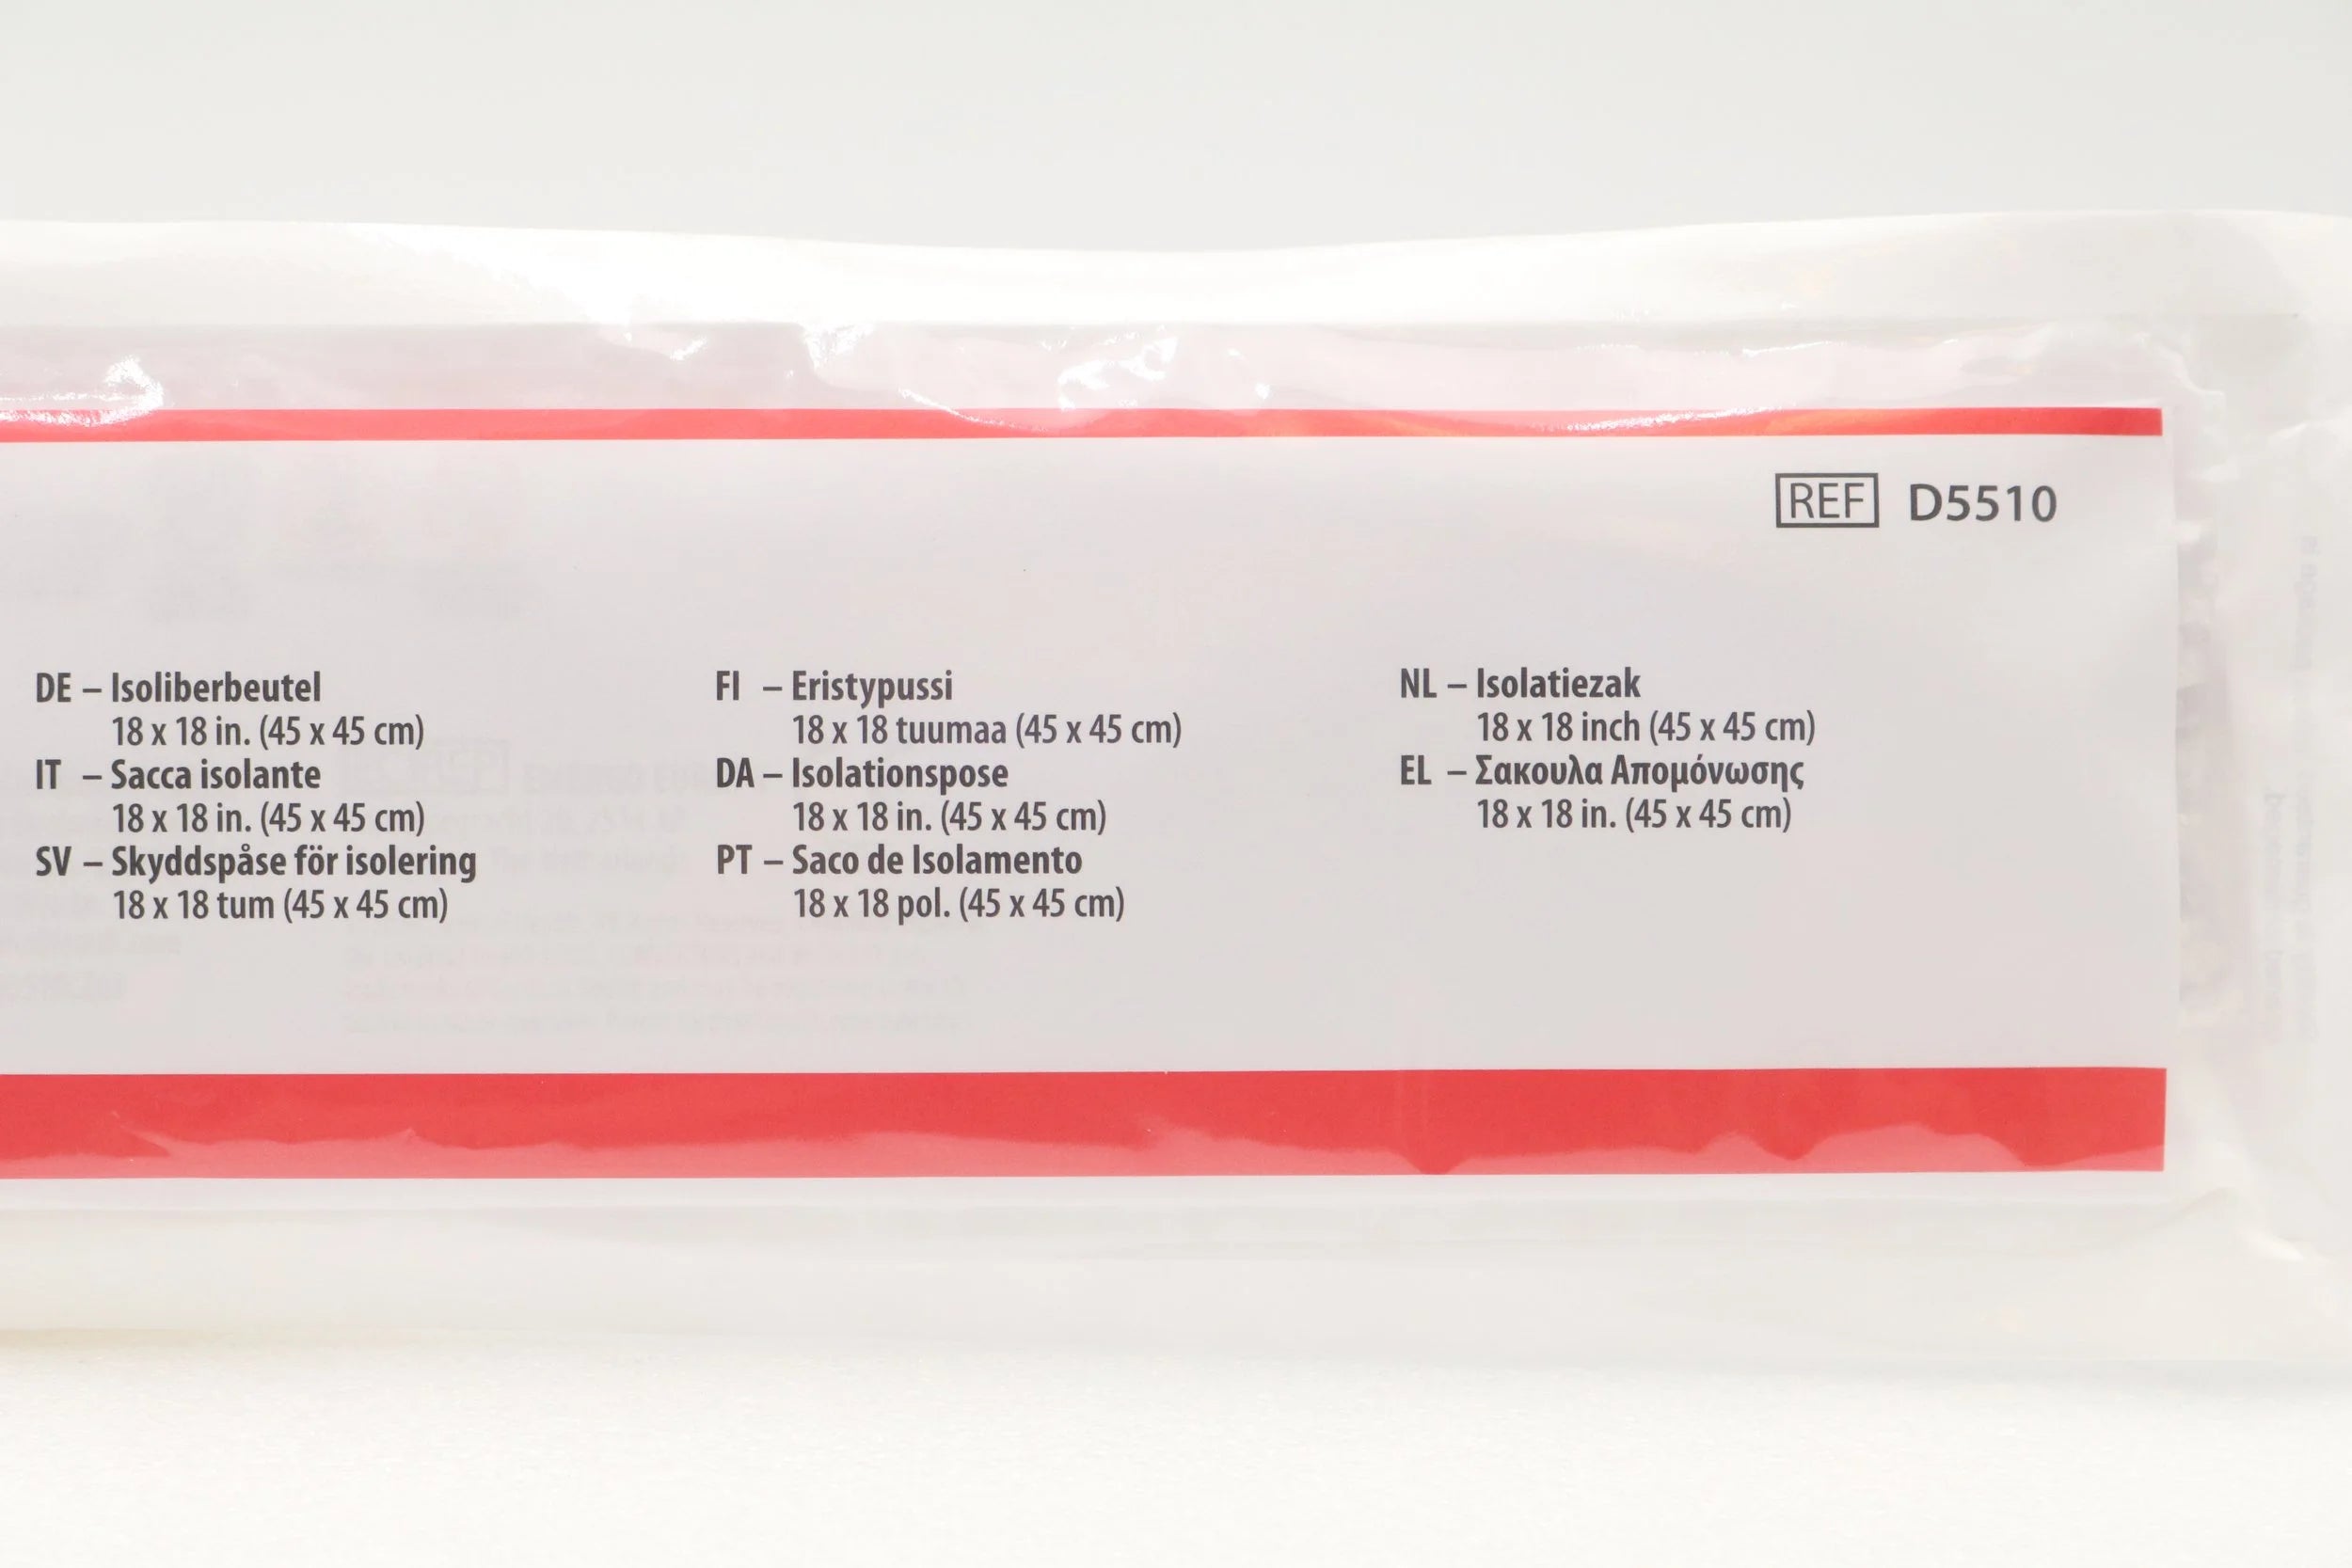 REF D5510
DE – Isoliberbeutel
18 x 18 in. (45 x 45 cm)
IT – Sacca isolante
18 x 18 in. (45 x 45 cm)
SV – Skyddspåse för isolering
18 x 18 tum (45 x 45 cm)
FI – Eristypussi
18 x 18 tuumaa (45 x 45 cm)
DA – Isolationspose
18 x 18 in. (45 x 45 cm)
PT – Saco de Isolamento
18 x 18 pol. (45 x 45 cm)
NL – Isolatiezak
18 x 18 inch (45 x 45 cm)
EL – Σακουλα Απομόνωσης
18 x 18 in. (45 x 45 cm)